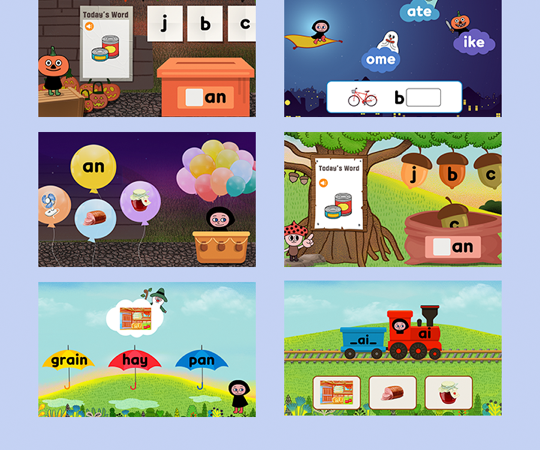 Today's Word
j b c
an
ate
ike
ome
b
an
Today's Word
j b c
c
an
grain hay pan
_ai_ ai